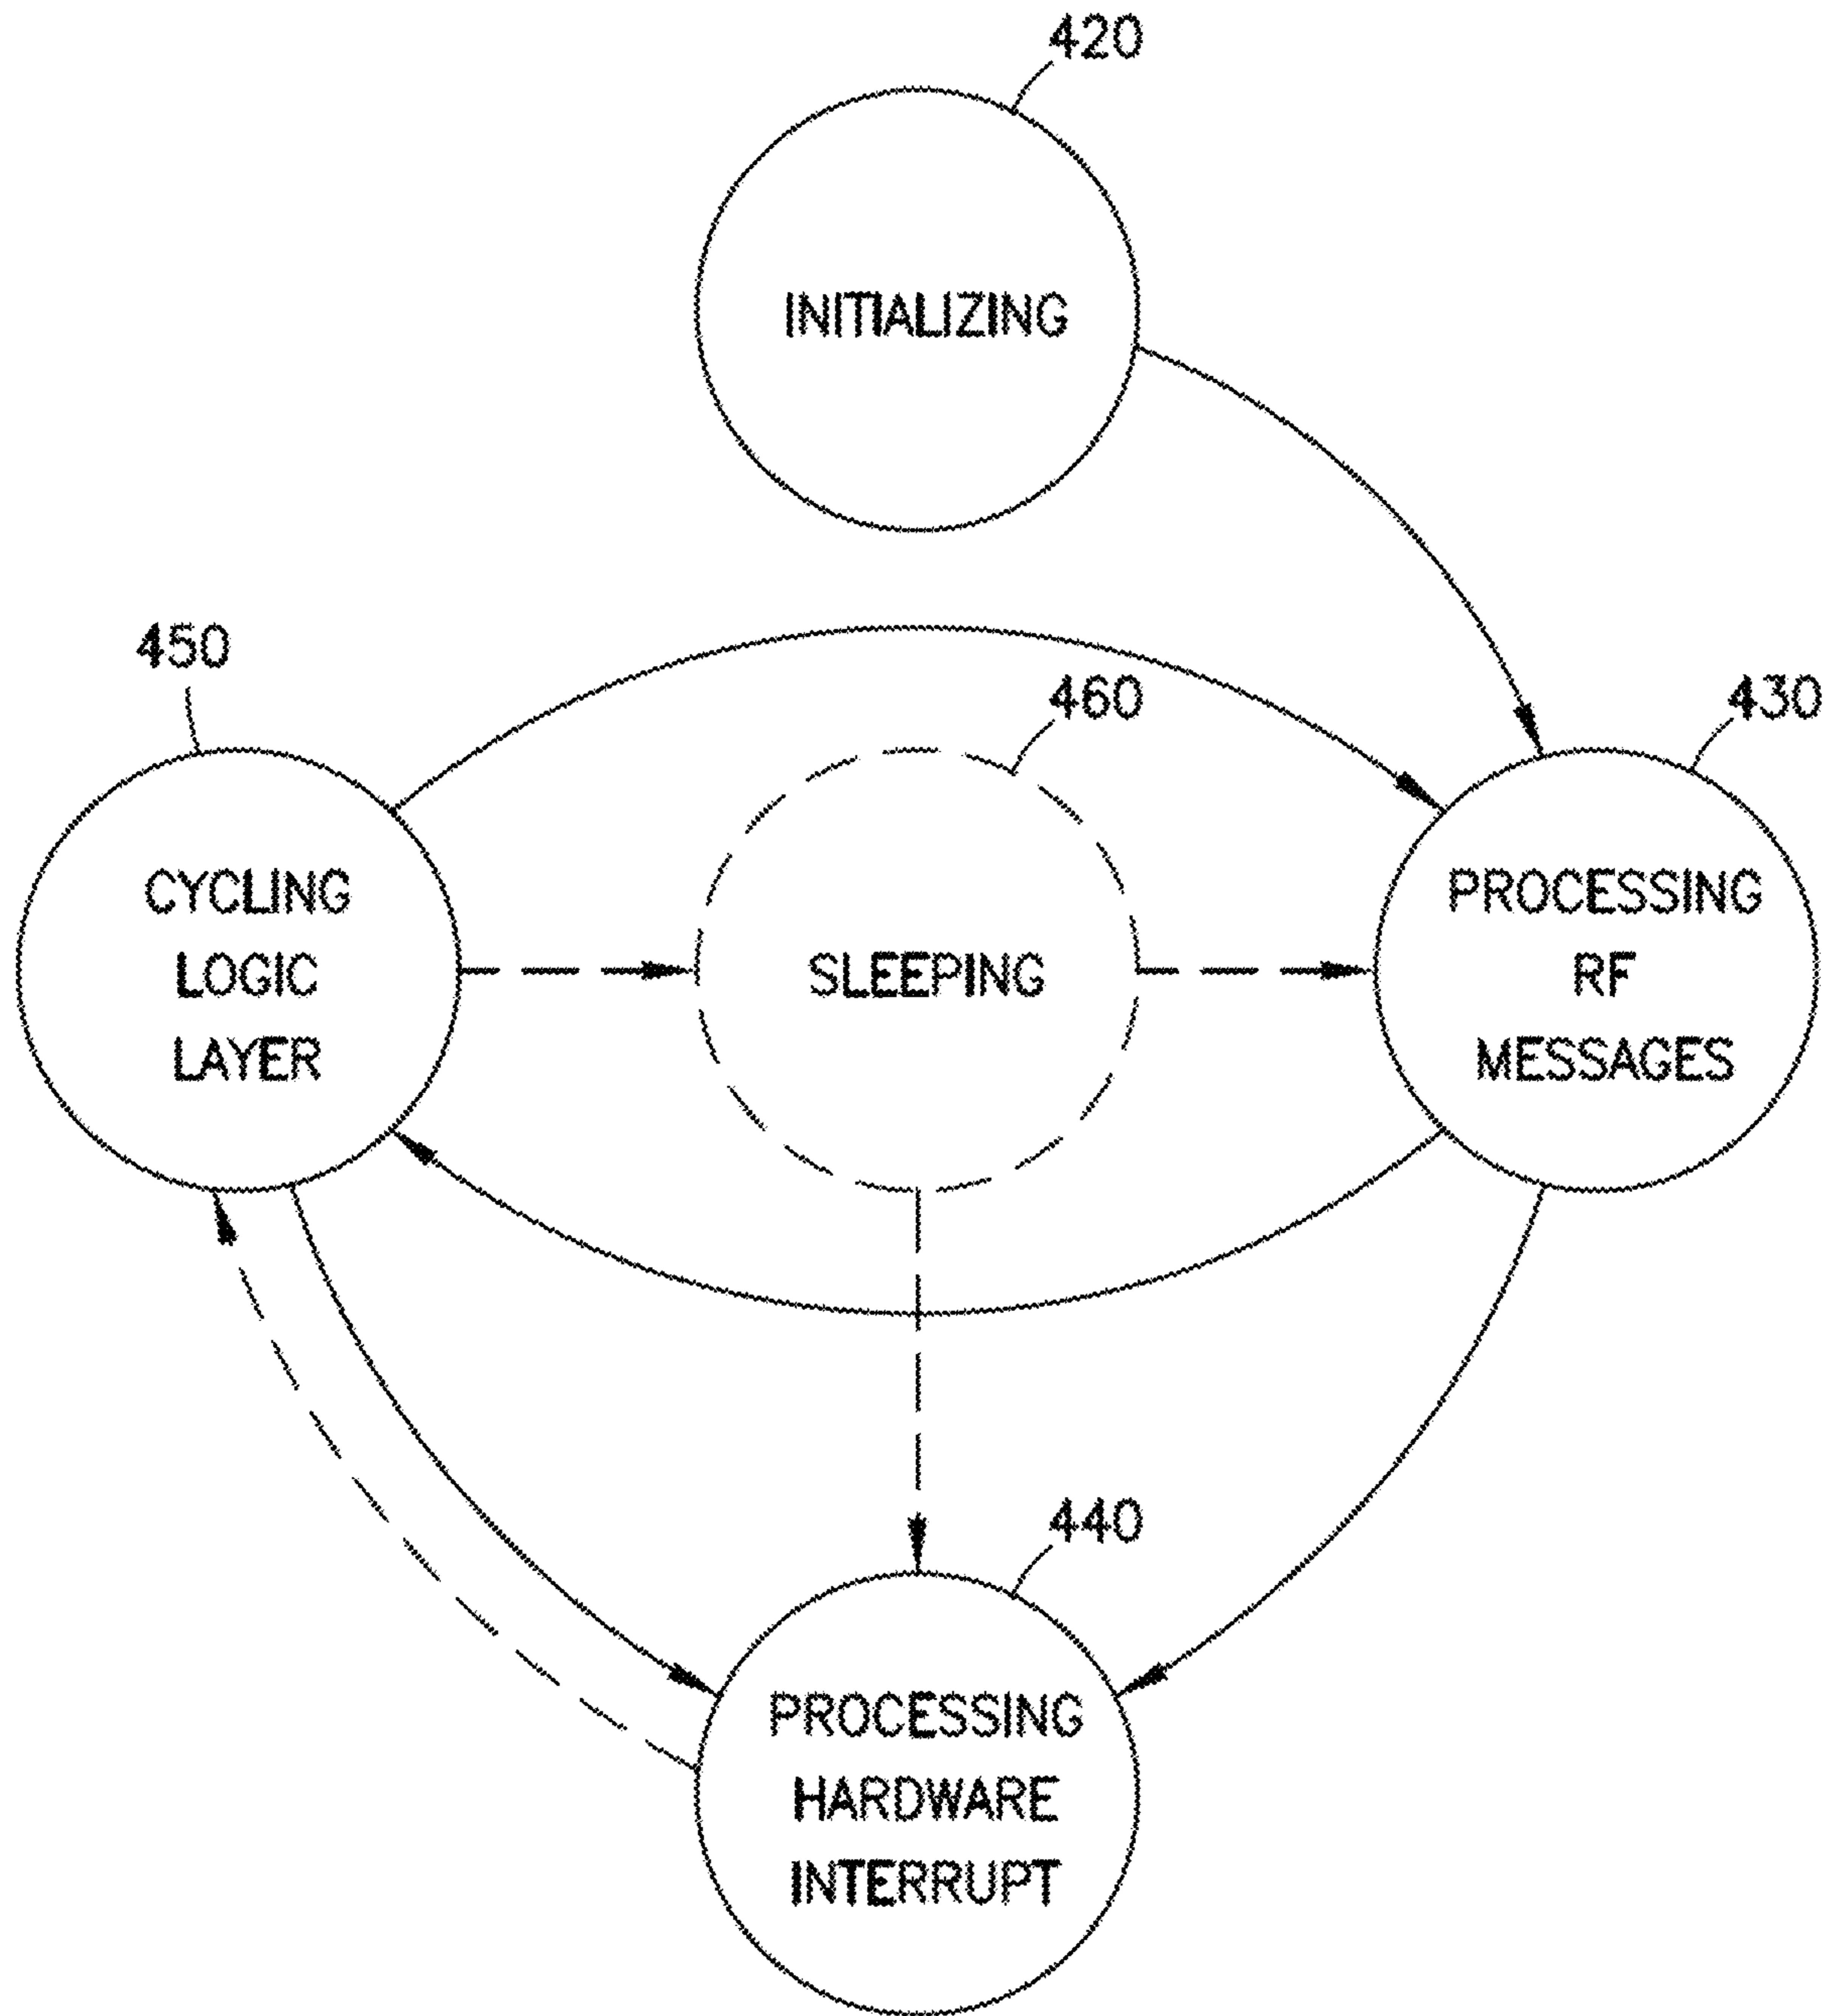 420
INITIALIZING
450
460
430
CYCLING
LOGIC
LAYER
SLEEPING
PROCESSING
RF
MESSAGES
440
PROCESSING
HARDWARE
INTERRUPT